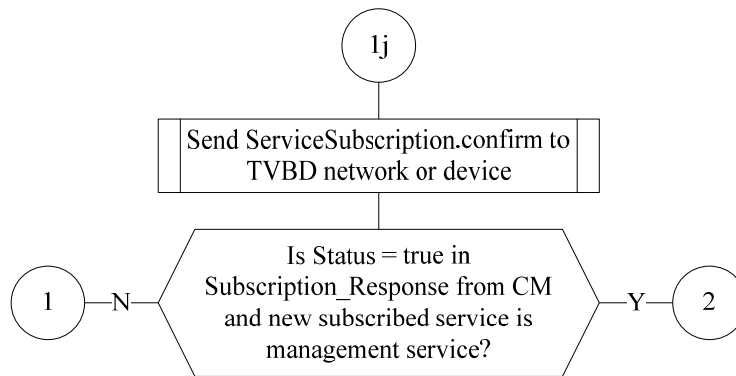 1j
Send ServiceSubscription.confirm to
TVBD network or device
Is Status = true in
Subscription_Response from CM
and new subscribed service is
management service?
1
N
Y
2